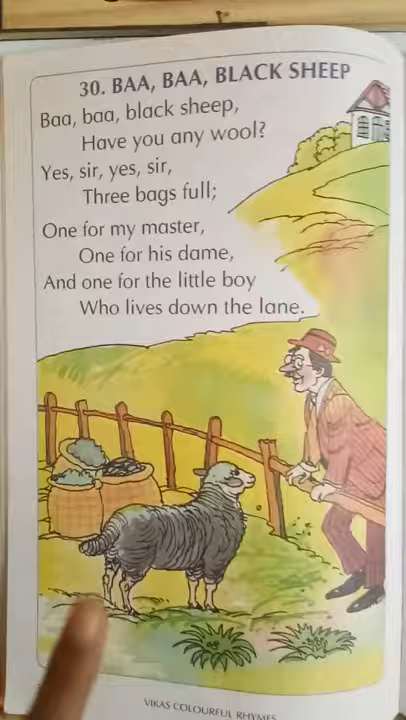 30. BAA, BAA, BLACK SHEEP
Baa, baa, black sheep,
Have you any wool?
Yes, sir, yes, sir,
Three bags full;
One for my master,
One for his dame,
And one for the little boy
Who lives down the lane.
VIKAS COLOURFUL RHYMES